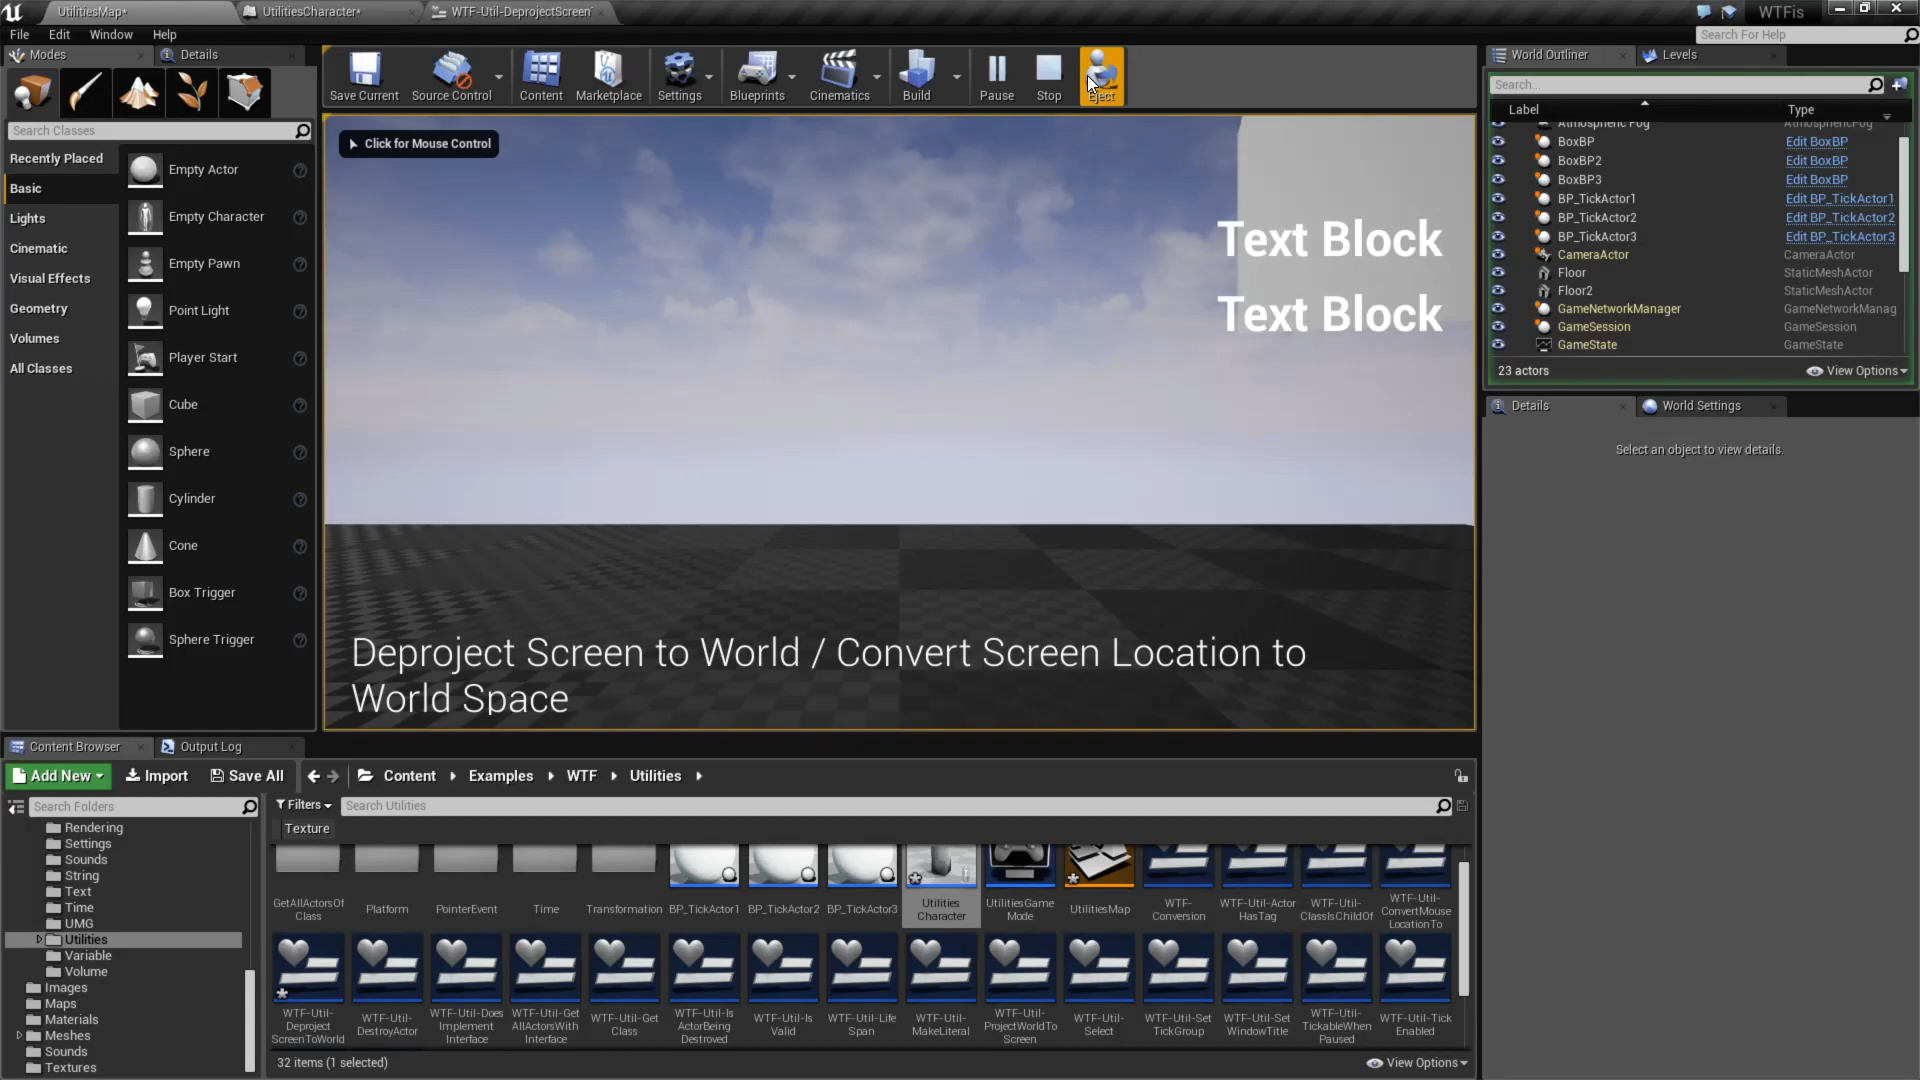 UtilitiesMap*
UtilitiesCharacter*
WTF-Util-DeprojectScreen
WTFis
File
Edit
Window
Help
Search For Help
Modes
Details
Save Current
Source Control
Content
Marketplace
Settings
Blueprints
Cinematics
Build
Pause
Stop
Eject
World Outliner
Levels
Search...
Label
Type
Search Classes
Recently Placed
Basic
Lights
Cinematic
Visual Effects
Geometry
Volumes
All Classes
Empty Actor
Empty Character
Empty Pawn
Point Light
Player Start
Cube
Sphere
Cylinder
Cone
Box Trigger
Sphere Trigger
Click for Mouse Control
Text Block
Text Block
Deproject Screen to World / Convert Screen Location to
World Space
Atmospheric Fog AtmosphericFog
BoxBP Edit BoxBP
BoxBP2 Edit BoxBP
BoxBP3 Edit BoxBP
BP_TickActor1 Edit BP_TickActor1
BP_TickActor2 Edit BP_TickActor2
BP_TickActor3 Edit BP_TickActor3
CameraActor CameraActor
Floor StaticMeshActor
Floor2 StaticMeshActor
GameNetworkManager GameNetworkManag
GameSession GameSession
GameState GameState
23 actors
View Options
Details
World Settings
Select an object to view details.
Content Browser
Output Log
Add New
Import
Save All
Content
Examples
WTF
Utilities
Search Folders
Filters
Search Utilities
Texture
Rendering
Settings
Sounds
String
Text
Time
UMG
Utilities
Variable
Volume
Images
Maps
Materials
Meshes
Sounds
Textures
GetAllActorsOf
Class
Platform
PointerEvent
Time
Transformation
BP_TickActor1
BP_TickActor2
BP_TickActor3
Utilities
Character
UtilitiesGame
Mode
UtilitiesMap
WTF-
Conversion
WTF-Util-Actor
HasTag
WTF-Util-
ClassIsChildOf
WTF-Util-
ConvertMouse
LocationTo
WTF-Util-
Deproject
ScreenToWorld
WTF-Util-
DestroyActor
WTF-Util-Does
Implement
Interface
WTF-Util-Get
AllActorsWith
Interface
WTF-Util-Get
Class
WTF-Util-Is
ActorBeing
Destroyed
WTF-Util-Is
Valid
WTF-Util-Life
Span
WTF-Util-
MakeLiteral
WTF-Util-
ProjectWorldTo
Screen
WTF-Util-
Select
WTF-Util-Set
TickGroup
WTF-Util-Set
WindowTitle
WTF-Util-
TickableWhen
Paused
WTF-Util-Tick
Enabled
32 items (1 selected)
View Options